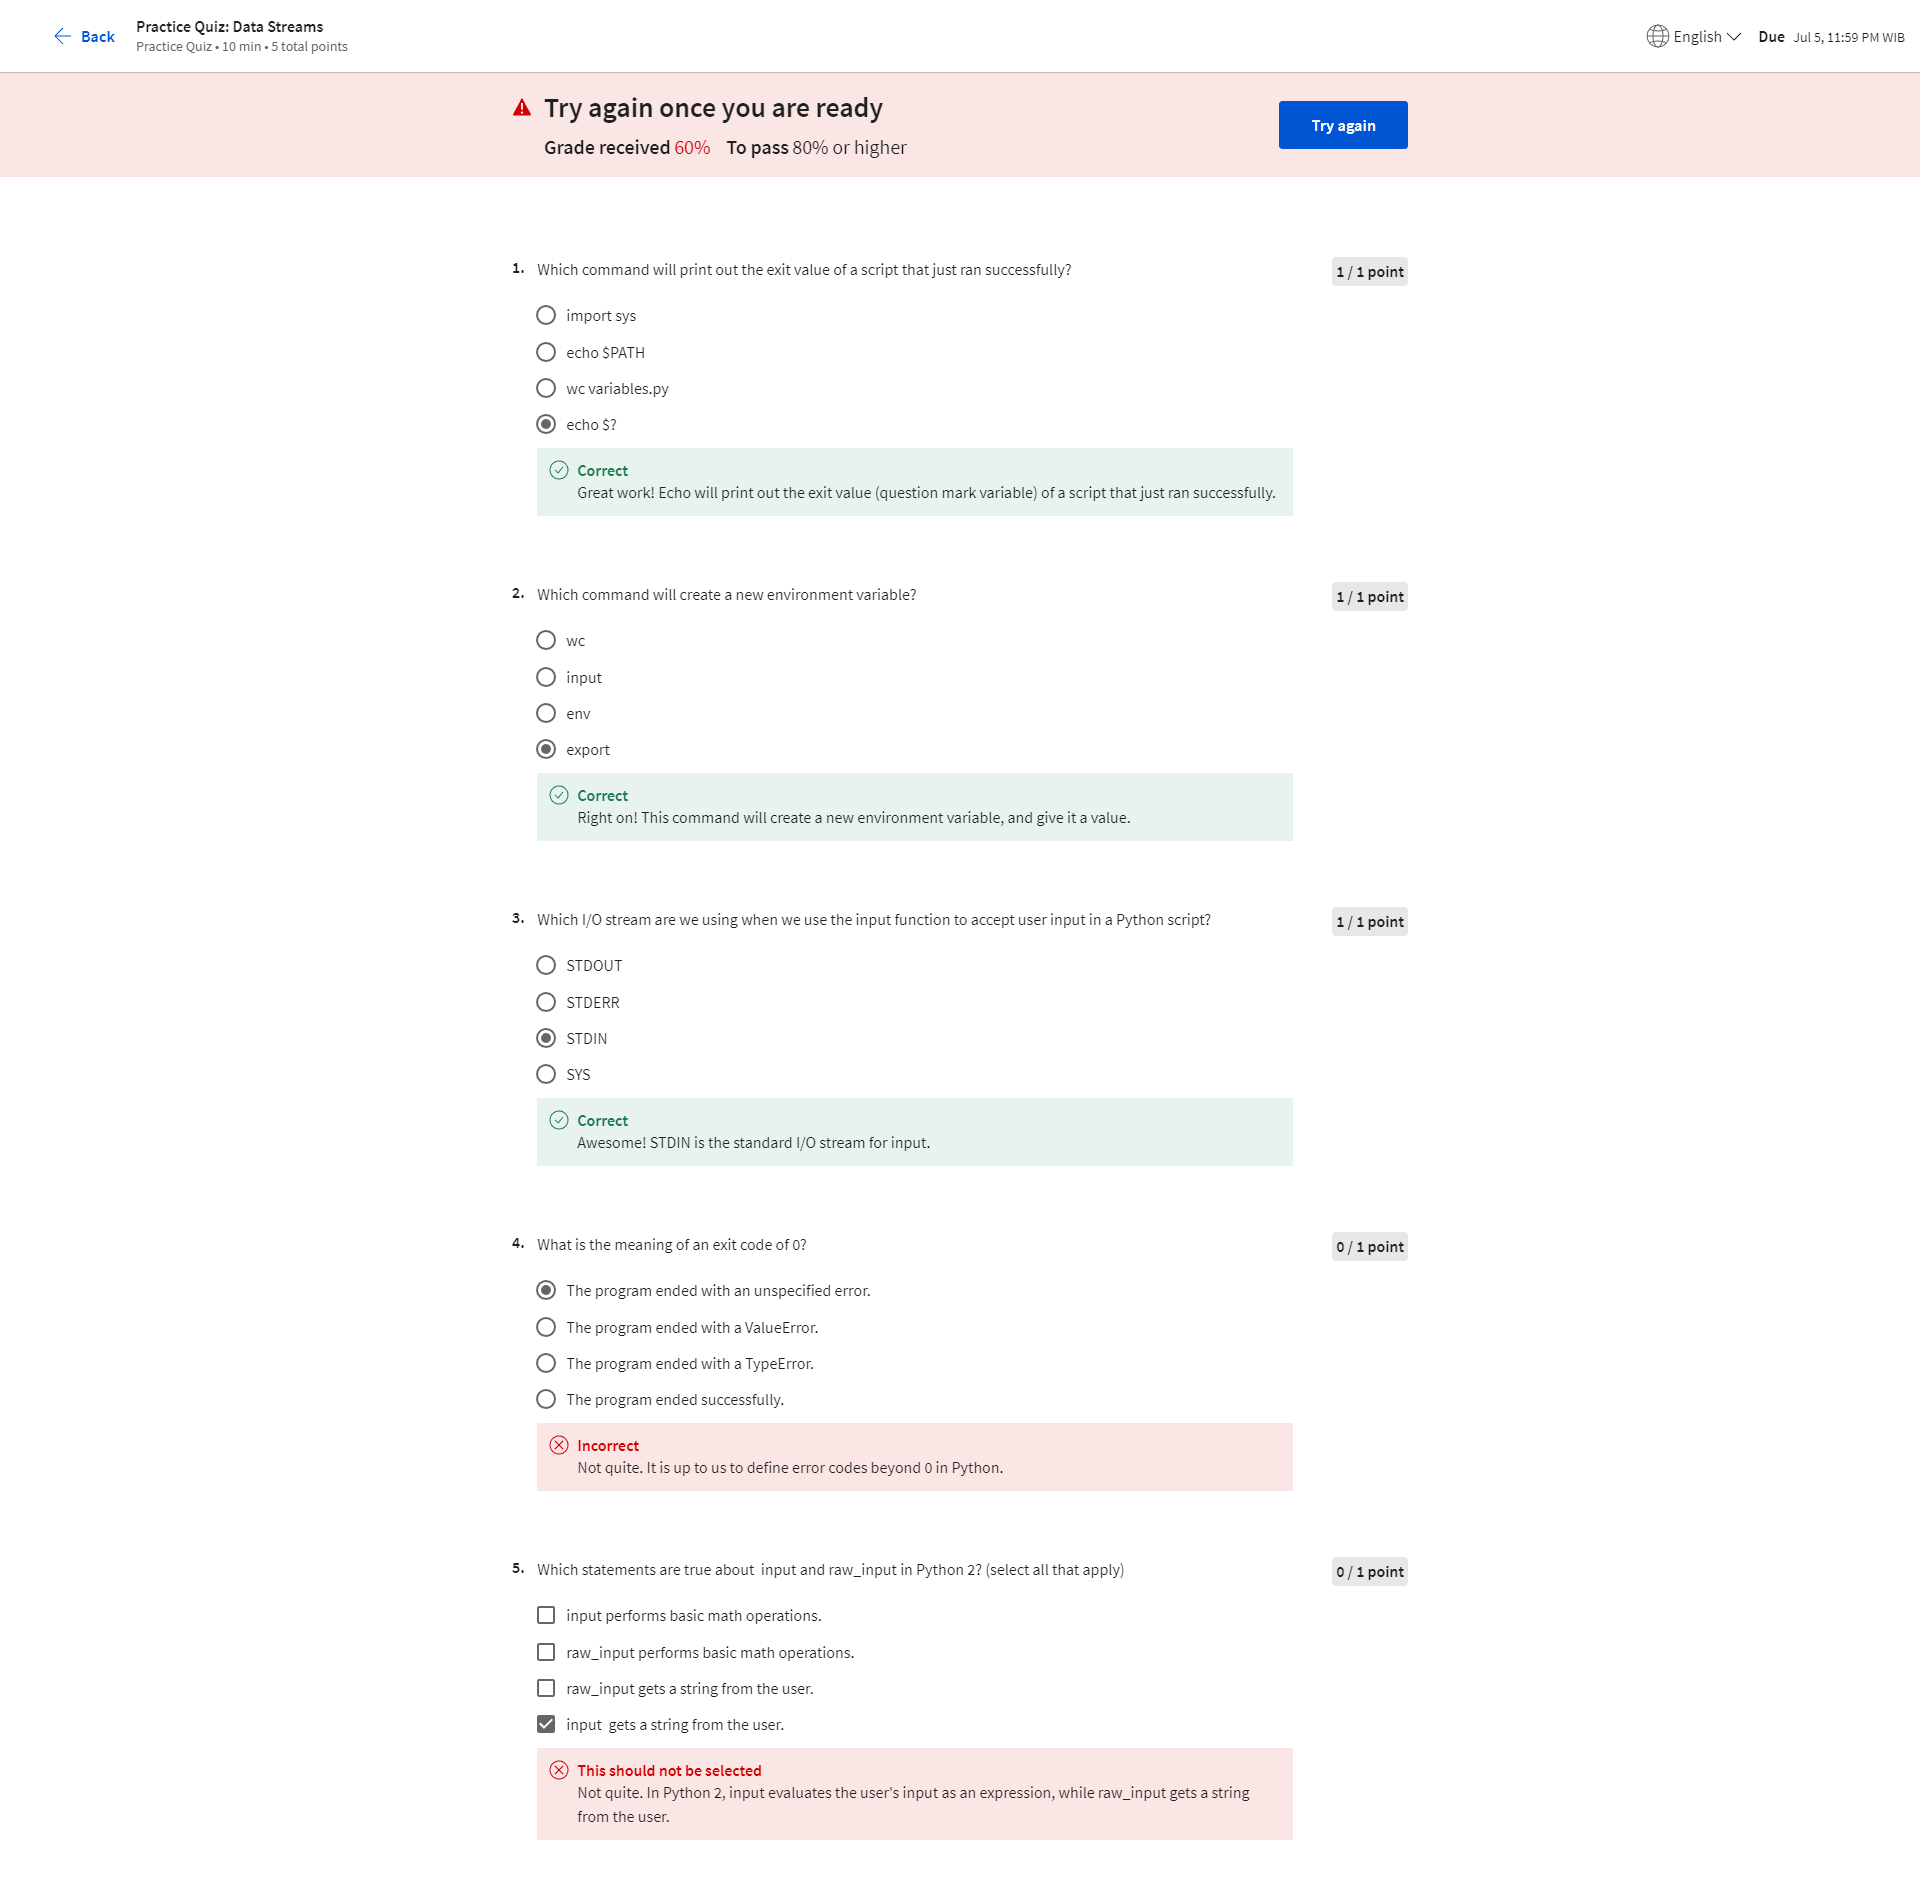 Back
Practice Quiz: Data Streams
Practice Quiz • 10 min • 5 total points
English
Due Jul 5, 11:59 PM WIB
Try again once you are ready
Grade received 60% To pass 80% or higher
Try again
1. Which command will print out the exit value of a script that just ran successfully?
1 / 1 point
import sys
echo $PATH
wc variables.py
echo $?
Correct
Great work! Echo will print out the exit value (question mark variable) of a script that just ran successfully.
2. Which command will create a new environment variable?
1 / 1 point
wc
input
env
export
Correct
Right on! This command will create a new environment variable, and give it a value.
3. Which I/O stream are we using when we use the input function to accept user input in a Python script?
1 / 1 point
STDOUT
STDERR
STDIN
SYS
Correct
Awesome! STDIN is the standard I/O stream for input.
4. What is the meaning of an exit code of 0?
0 / 1 point
The program ended with an unspecified error.
The program ended with a ValueError.
The program ended with a TypeError.
The program ended successfully.
Incorrect
Not quite. It is up to us to define error codes beyond 0 in Python.
5. Which statements are true about input and raw_input in Python 2? (select all that apply)
0 / 1 point
input performs basic math operations.
raw_input performs basic math operations.
raw_input gets a string from the user.
input gets a string from the user.
This should not be selected
Not quite. In Python 2, input evaluates the user's input as an expression, while raw_input gets a string
from the user.